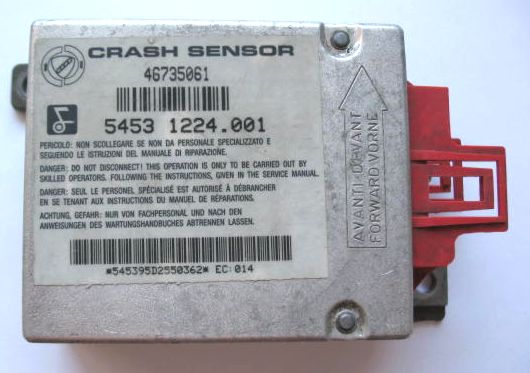 CRASH SENSOR
46735061
5453 1224.001
PERICOLO: NON SCOLLEGARE SE NON DA PERSONALE SPECIALIZZATO E
SEGUENDO LE ISTRUZIONI DEL MANUALE DI RIPARAZIONE.
DANGER: DO NOT DISCONNECT! THIS OPERATION IS ONLY TO BE CARRIED OUT BY
SKILLED OPERATORS. FOLLOWING THE INSTRUCTIONS, GIVEN IN THE SERVICE MANUAL.
DANGER: SEUL LE PERSONEL SPÉCIALISÉ EST AUTORISÉ À DÉBRANCHER
EN SE TENANT AUX INSTRUCTIONS DU MANUEL DE RÉPARATIONS.
ACHTUNG, GEFAHR: NUR VON FACHPERSONAL UND NACH DEN
ANWEISUNGEN DES WARTUNGSHANDBUCHES ABTRENNEN LASSEN.
*545395D2550362* EC:014
AVANTI-DEVANT
FORWARD-VORNE